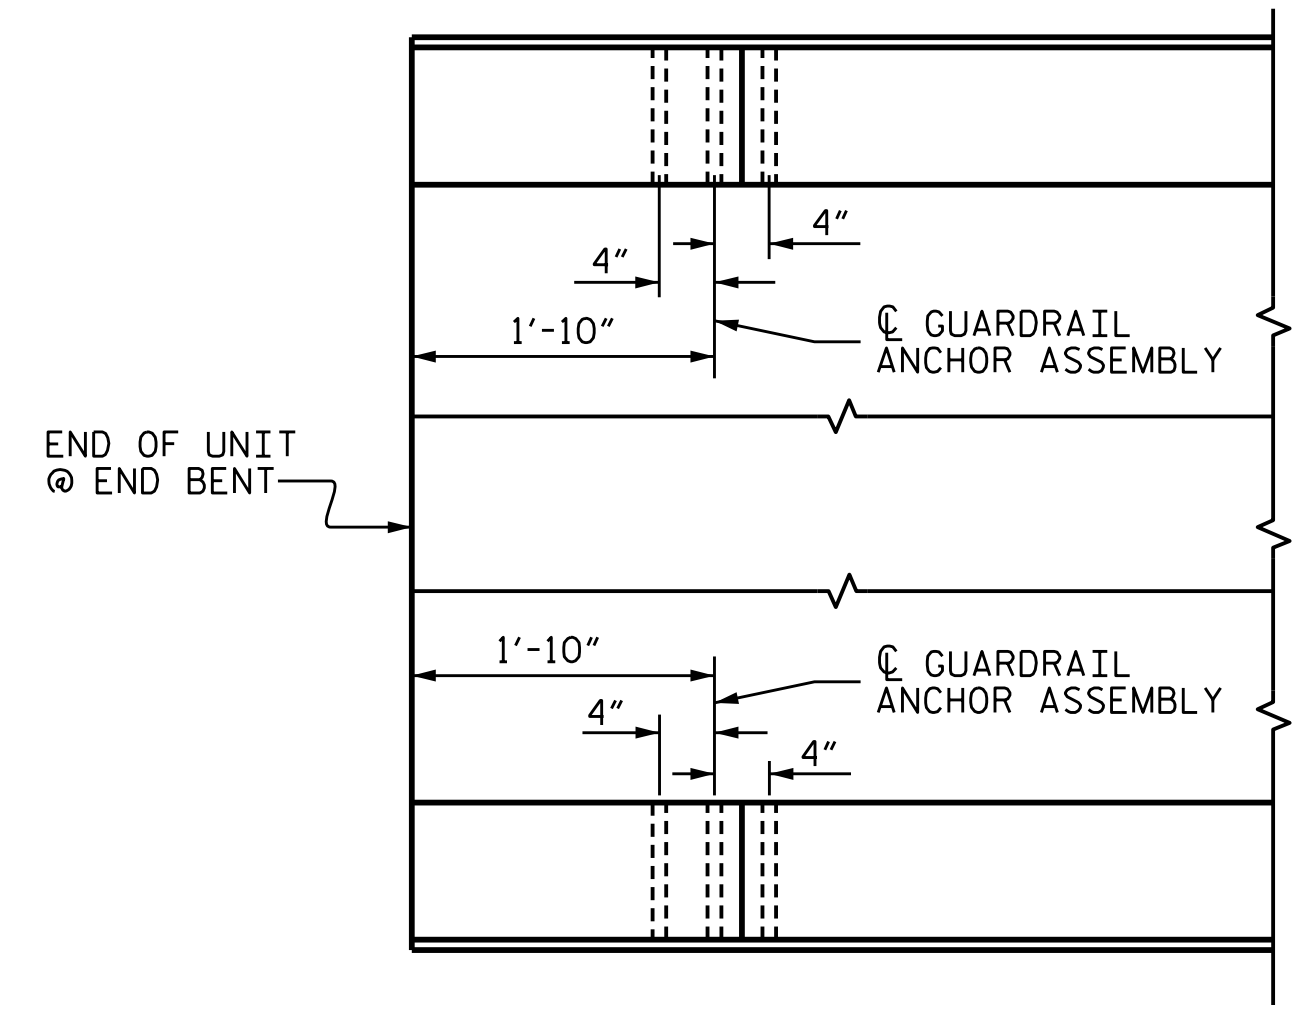 4"
4"
1'-10"
℄ GUARDRAIL
ANCHOR ASSEMBLY
END OF UNIT
@ END BENT
1'-10"
℄ GUARDRAIL
ANCHOR ASSEMBLY
4"
4"